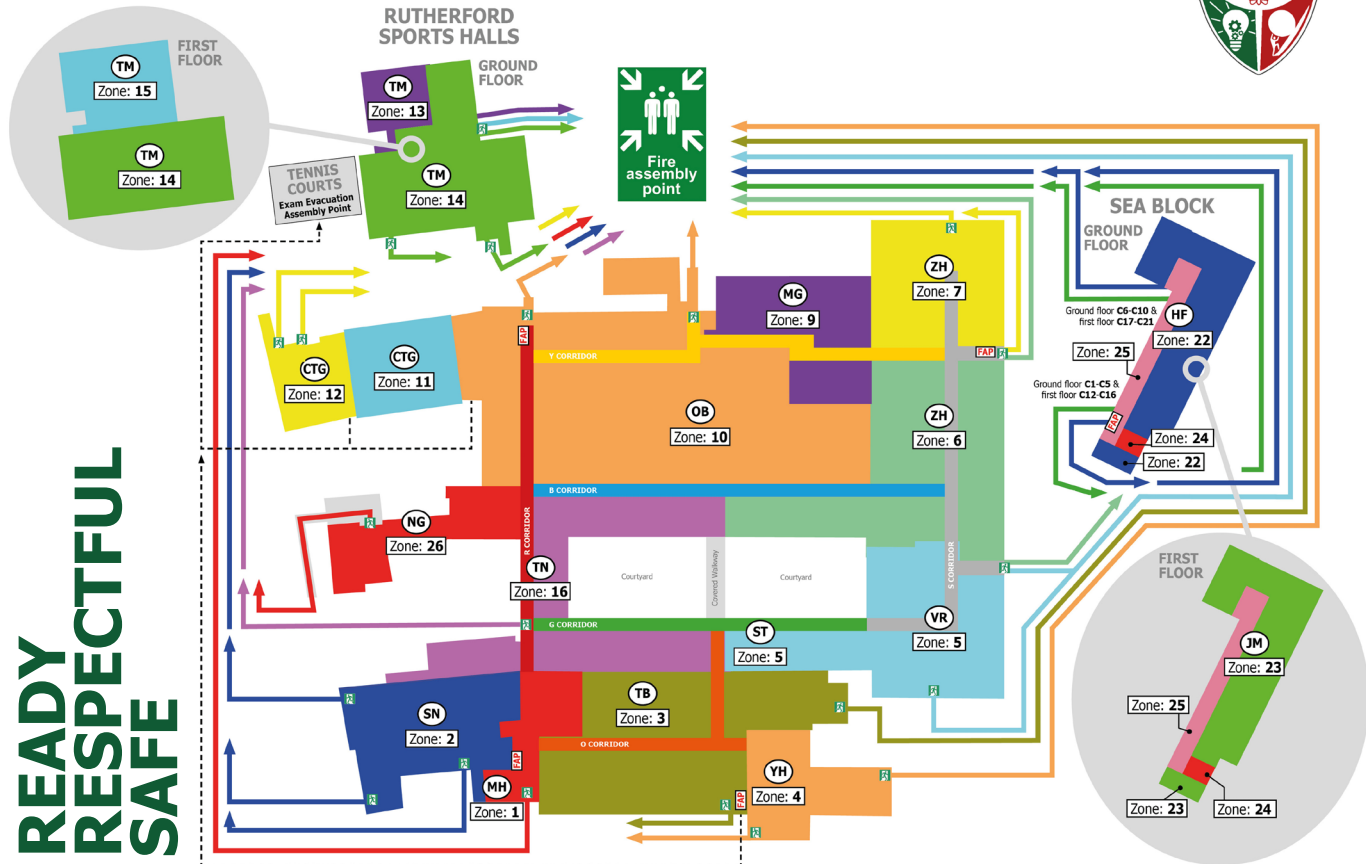 RUTHERFORD
SPORTS HALLS
FIRST
FLOOR
TM
Zone: 15
TM
Zone: 14
GROUND
FLOOR
TM
Zone: 13
TM
Zone: 14
TENNIS
COURTS
Exam Evacuation
Assembly Point
Fire
assembly
point
SEA BLOCK
GROUND
FLOOR
HF
Zone: 22
Ground floor C6-C10 &
first floor C17-C21
Zone: 25
Ground floor C1-C5 &
first floor C12-C16
FAP
Zone: 24
Zone: 22
ZH
Zone: 7
MG
Zone: 9
FAP
FAP
Y CORRIDOR
CTG
Zone: 11
CTG
Zone: 12
OB
Zone: 10
ZH
Zone: 6
B CORRIDOR
R CORRIDOR
NG
Zone: 26
TN
Zone: 16
Courtyard
Covered Walkway
Courtyard
S CORRIDOR
G CORRIDOR
ST
Zone: 5
VR
Zone: 5
SN
Zone: 2
TB
Zone: 3
O CORRIDOR
FAP
MH
Zone: 1
YH
Zone: 4
FAP
FIRST
FLOOR
JM
Zone: 23
Zone: 25
Zone: 23
Zone: 24
READY
RESPECTFUL
SAFE